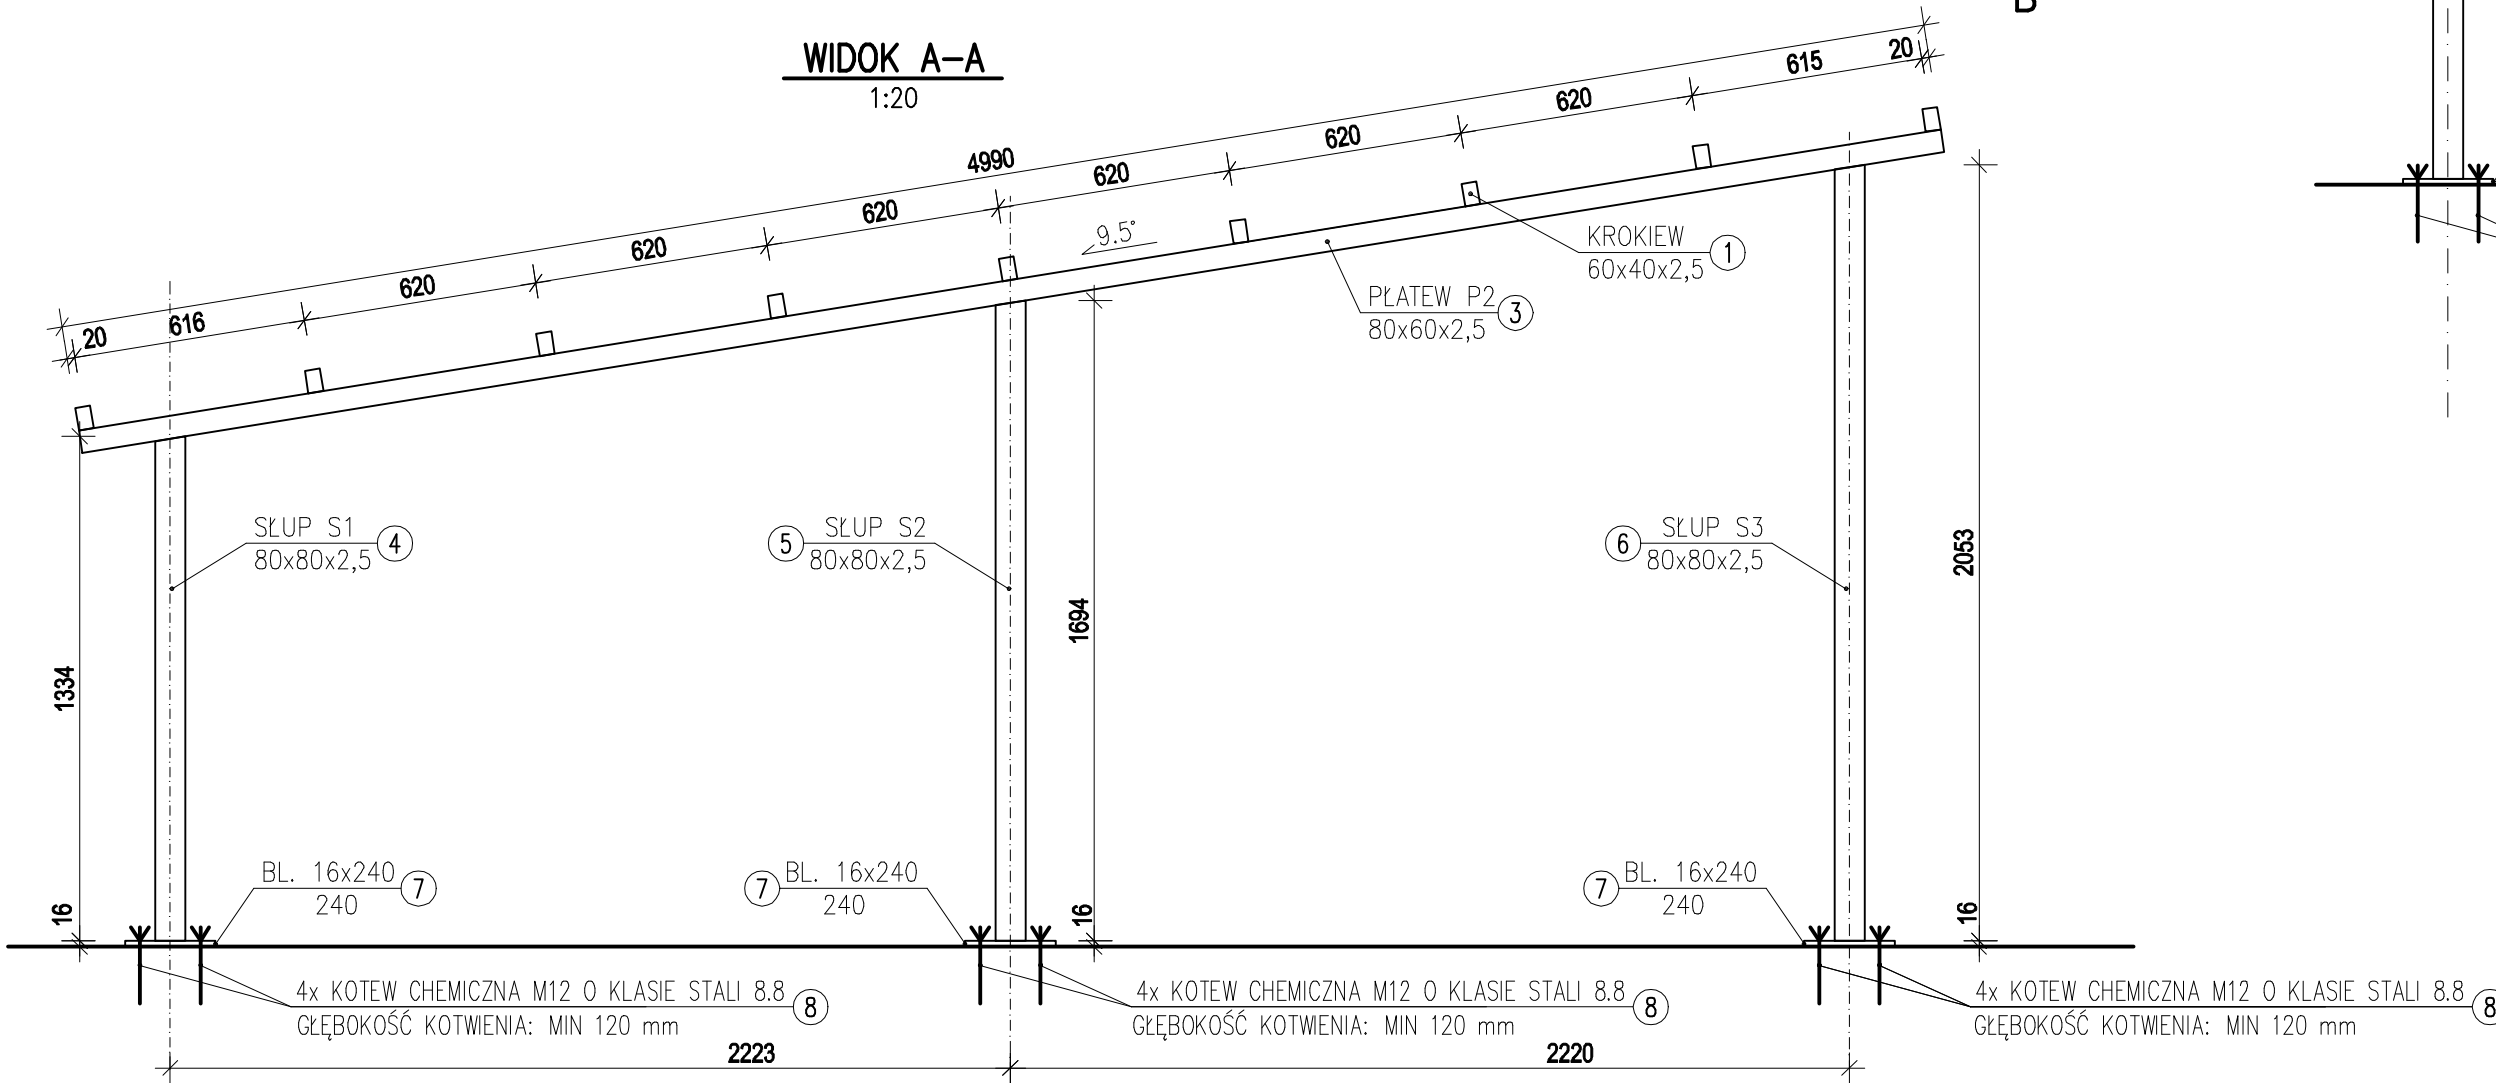 B
WIDOK A-A
1:20
4990
20
616
620
620
620
620
620
620
615
20
9.5°
KROKIEW
60x40x2,5
1
PŁATEW P2
80x60x2,5
3
SŁUP S1
80x80x2,5
4
5
SŁUP S2
80x80x2,5
6
SŁUP S3
80x80x2,5
1334
1694
2053
BL. 16x240
240
7
7
BL. 16x240
240
7
BL. 16x240
240
16
16
16
4x KOTEW CHEMICZNA M12 O KLASIE STALI 8.8
GŁĘBOKOŚĆ KOTWIENIA: MIN 120 mm
8
4x KOTEW CHEMICZNA M12 O KLASIE STALI 8.8
GŁĘBOKOŚĆ KOTWIENIA: MIN 120 mm
8
4x KOTEW CHEMICZNA M12 O KLASIE STALI 8.8
GŁĘBOKOŚĆ KOTWIENIA: MIN 120 mm
8
2223
2220